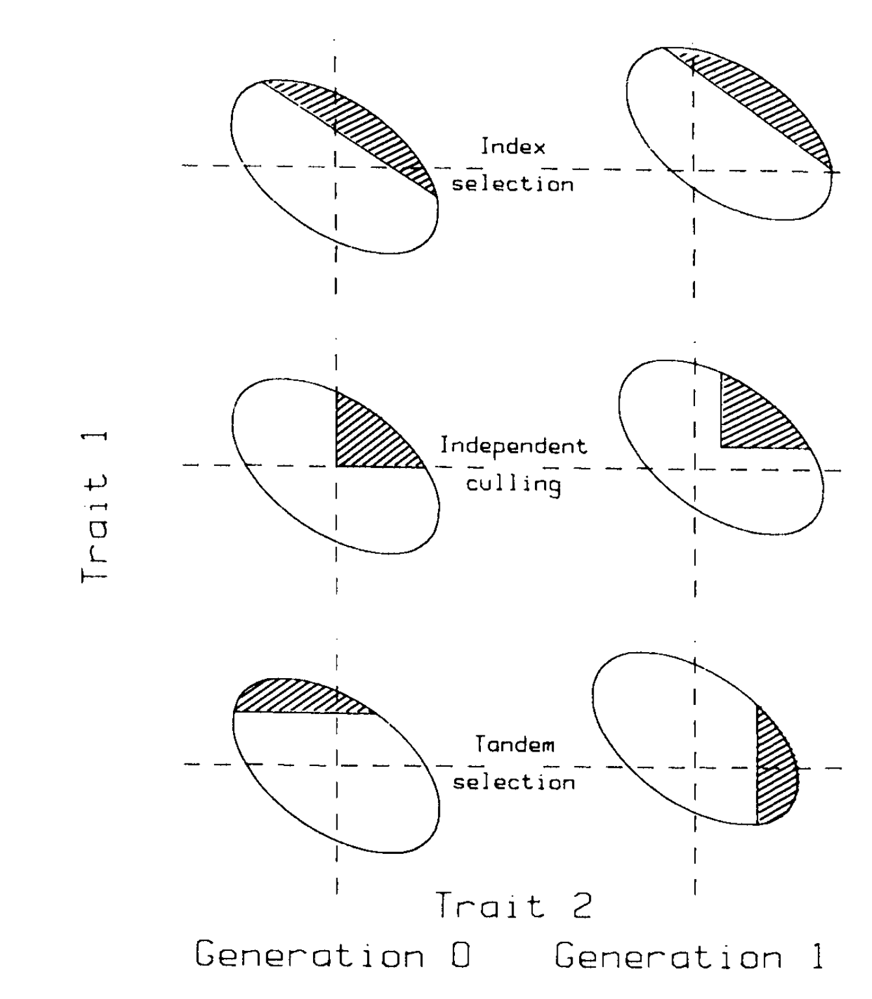 Index
selection
Independent
culling
Trait 1
Tandem
selection
Trait 2
Generation 0
Generation 1